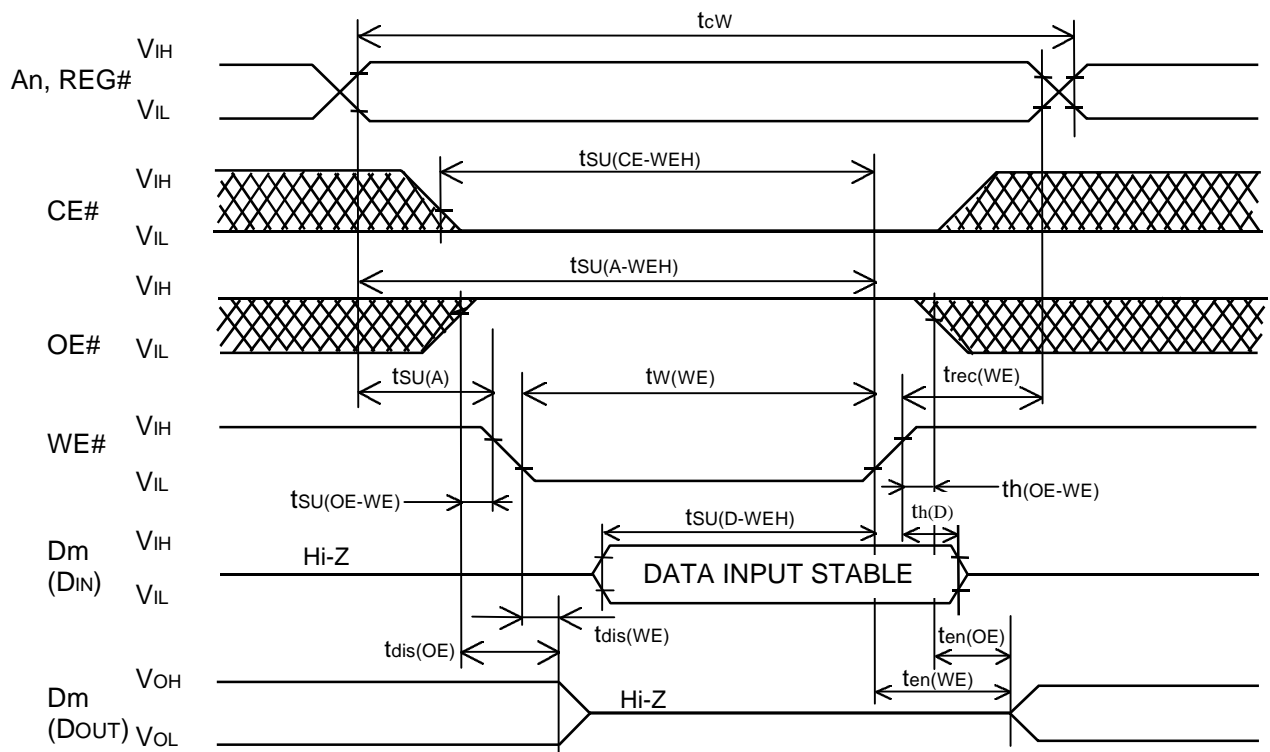 tcW
VIH
An, REG#
VIL
tSU(CE-WEH)
VIH
CE#
VIL
tSU(A-WEH)
VIH
OE#
VIL
tSU(A)
tW(WE)
trec(WE)
VIH
WE#
VIL
tSU(OE-WE)
th(OE-WE)
tSU(D-WEH)
th(D)
VIH
Dm
Hi-Z
DATA INPUT STABLE
(DIN)
VIL
tdis(WE)
tdis(OE)
ten(OE)
ten(WE)
VOH
Dm
Hi-Z
(DOUT)
VOL